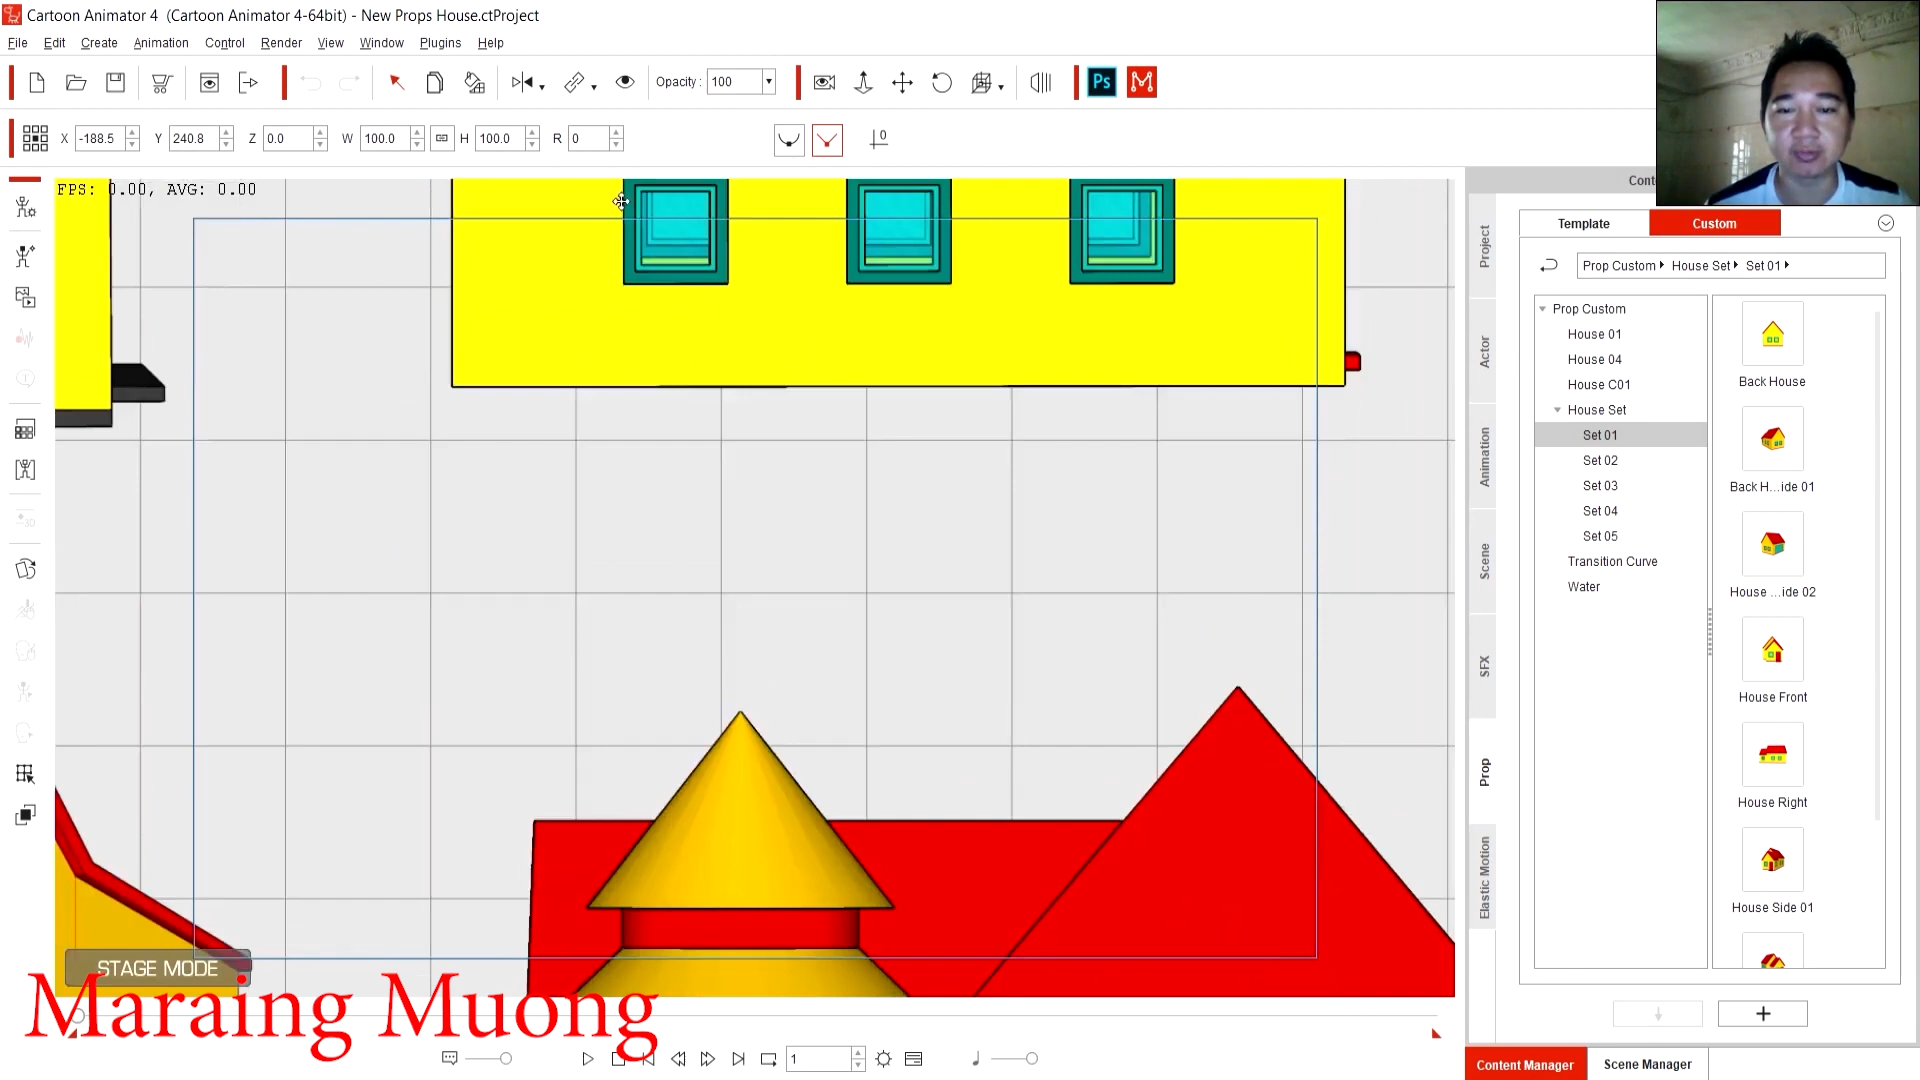 Cartoon Animator 4 (Cartoon Animator 4-64bit) - New Props House.ctProject
File Edit Create Animation Control Render View Window Plugins Help
Opacity : 100
Ps
X -188.5 Y 240.8 Z 0.0 W 100.0 H 100.0 R 0
0
FPS: 0.00, AVG: 0.00
STAGE MODE
Maraing Muong
1
Project
Actor
Animation
Scene
SFX
Prop
Elastic Motion
Template Custom
Prop Custom House Set Set 01
Prop Custom
House 01
House 04
House C01
House Set
Set 01
Set 02
Set 03
Set 04
Set 05
Transition Curve
Water
Back House
Back H...ide 01
House ...ide 02
House Front
House Right
House Side 01
Content Manager Scene Manager